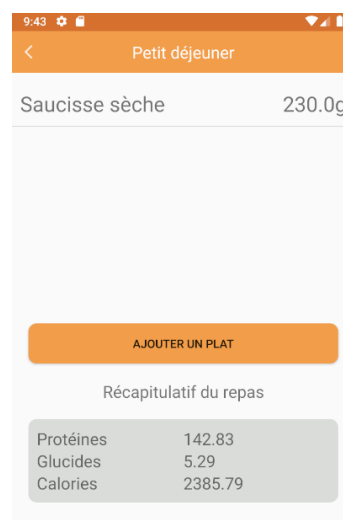 9:43
Petit déjeuner
Saucisse sèche 230.0g
AJOUTER UN PLAT
Récapitulatif du repas
Protéines 142.83
Glucides 5.29
Calories 2385.79